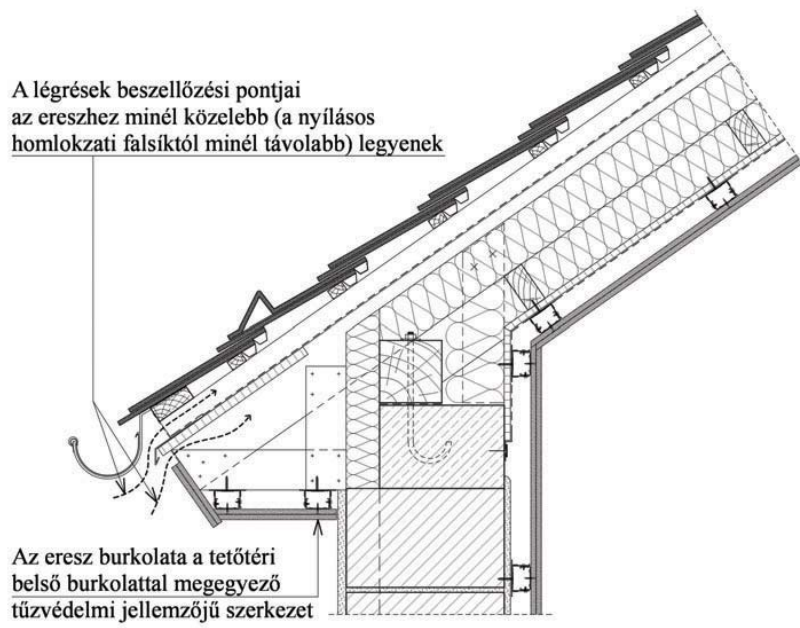 A légrések beszellőzési pontjai
az ereszhez minél közelebb (a nyílásos
homlokzati falsíktól minél távolabb) legyenek
Az eresz burkolata a tetőtéri
belső burkolattal megegyező
tűzvédelmi jellemzőjű szerkezet